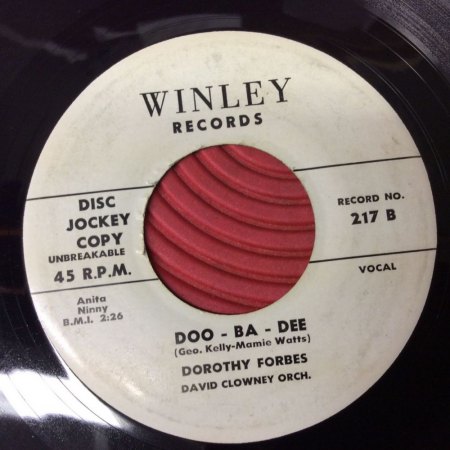 WINLEY
RECORDS
DISC
JOCKEY
COPY
UNBREAKABLE
45 R.P.M.
RECORD NO.
217 B
VOCAL
Anita
Ninny
B.M.I. 2:26
DOO - BA - DEE
(Geo. Kelly-Mamie Watts)
DOROTHY FORBES
DAVID CLOWNEY ORCH.